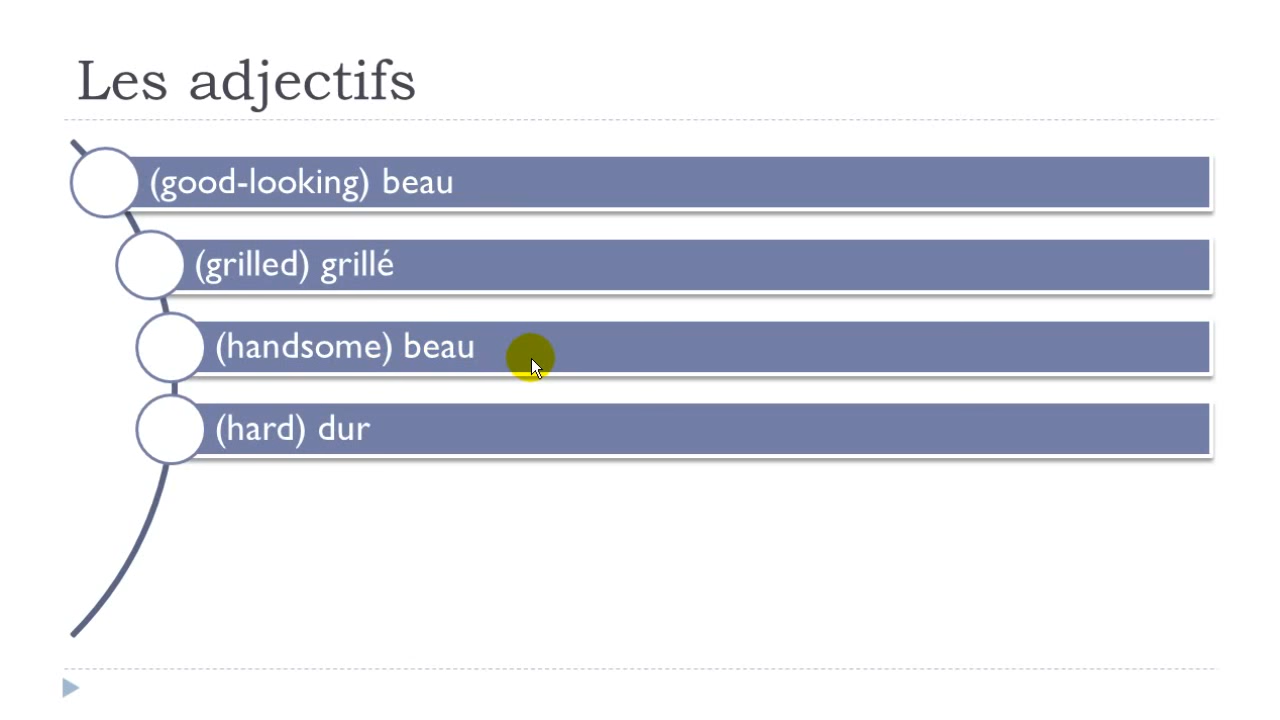 Les adjectifs
(good-looking) beau
(grilled) grillé
(handsome) beau
(hard) dur